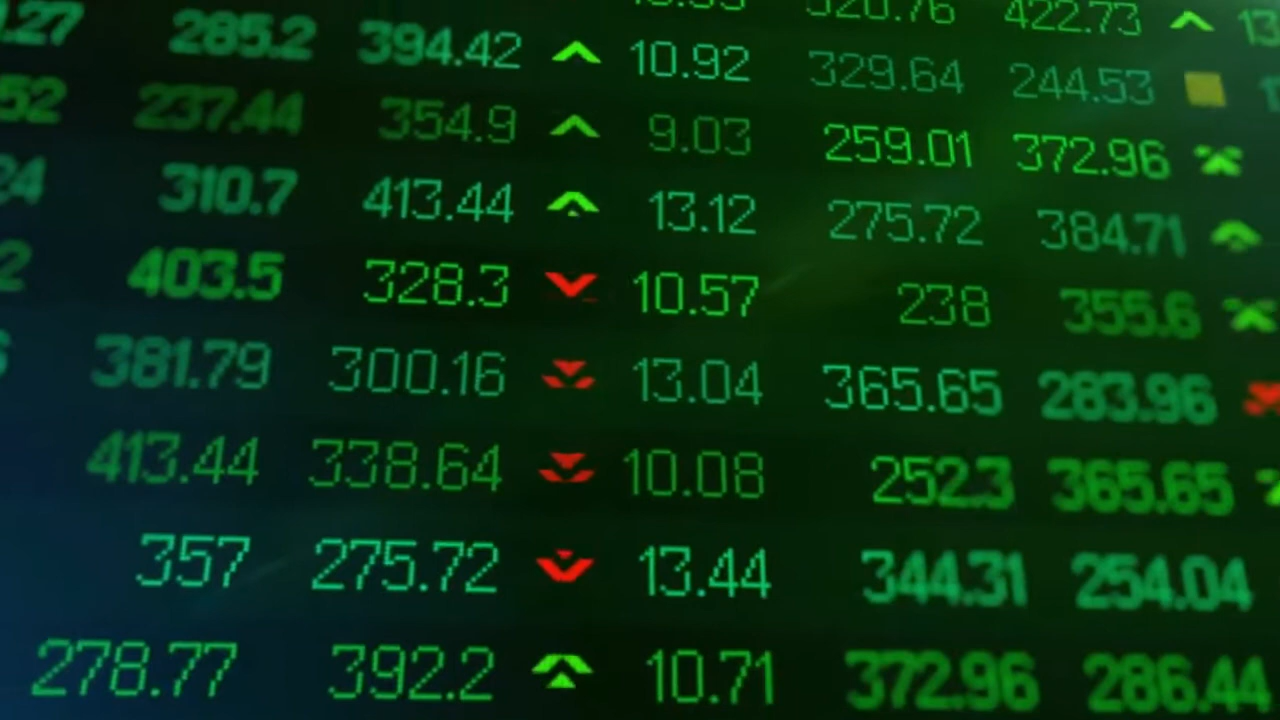 422.73
285.2 394.42 10.92 329.64 244.53
237.44 354.9 9.03 259.01 372.96
310.7 413.44 13.12 275.72 384.71
403.5 328.3 10.57 238 355.6
381.79 300.16 13.04 365.65 283.96
413.44 338.64 10.08 252.3 365.65
357 275.72 13.44 344.31 254.04
278.77 392.2 10.71 372.96 286.44